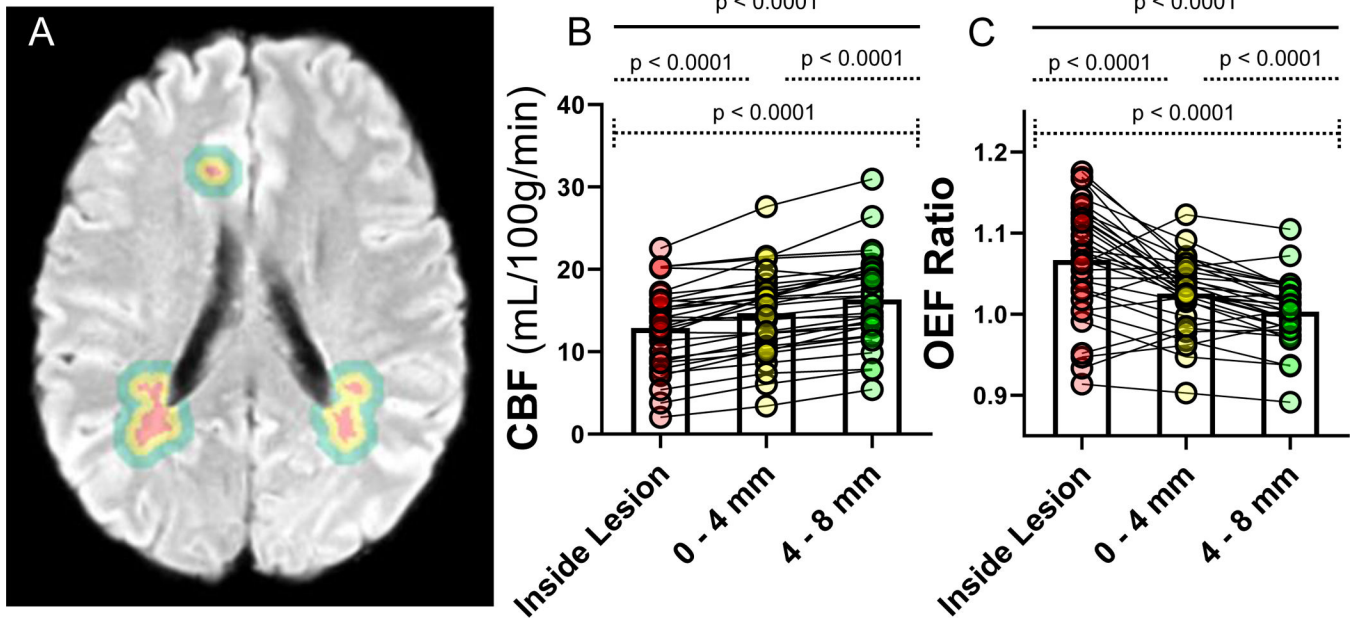 A
B
p < 0.0001
p < 0.0001
p < 0.0001
p < 0.0001
CBF (mL/100g/min)
40
30
20
10
0
Inside Lesion
0 - 4 mm
4 - 8 mm
C
p < 0.0001
p < 0.0001
p < 0.0001
p < 0.0001
OEF Ratio
1.2
1.1
1.0
0.9
Inside Lesion
0 - 4 mm
4 - 8 mm